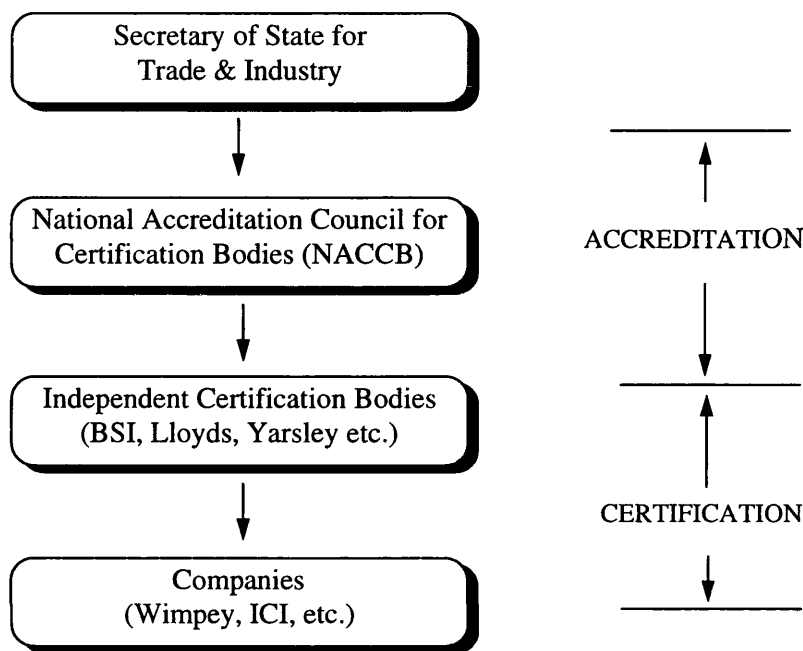 Secretary of State for
Trade & Industry
National Accreditation Council for
Certification Bodies (NACCB)
ACCREDITATION
Independent Certification Bodies
(BSI, Lloyds, Yarsley etc.)
CERTIFICATION
Companies
(Wimpey, ICI, etc.)